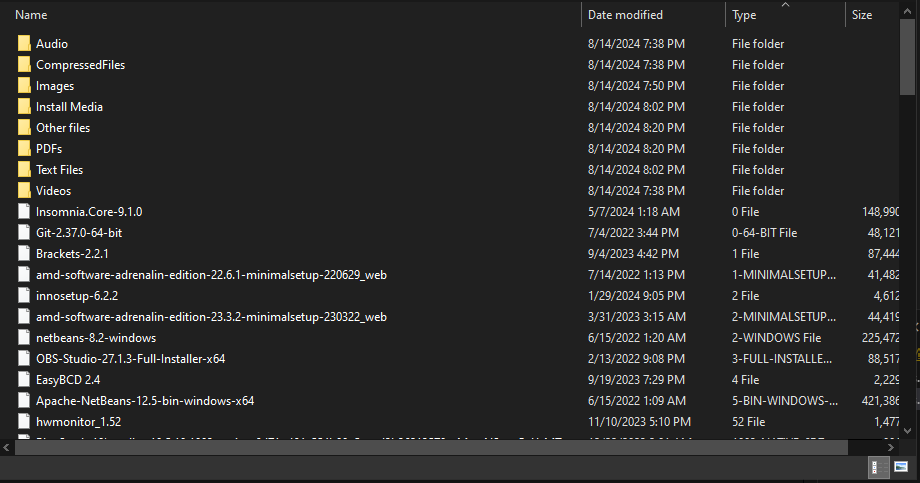 Name Date modified Type Size
Audio 8/14/2024 7:38 PM File folder
CompressedFiles 8/14/2024 7:38 PM File folder
Images 8/14/2024 7:50 PM File folder
Install Media 8/14/2024 8:02 PM File folder
Other files 8/14/2024 8:20 PM File folder
PDFs 8/14/2024 8:20 PM File folder
Text Files 8/14/2024 8:02 PM File folder
Videos 8/14/2024 7:38 PM File folder
Insomnia.Core-9.1.0 5/7/2024 1:18 AM 0 File 148,990
Git-2.37.0-64-bit 7/4/2022 3:44 PM 0-64-BIT File 48,121
Brackets-2.2.1 9/4/2023 4:42 PM 1 File 87,444
amd-software-adrenalin-edition-22.6.1-minimalsetup-220629_web 7/14/2022 1:13 PM 1-MINIMALSETUP... 41,482
innosetup-6.2.2 1/29/2024 9:05 PM 2 File 4,612
amd-software-adrenalin-edition-23.3.2-minimalsetup-230322_web 3/31/2023 3:15 AM 2-MINIMALSETUP... 44,419
netbeans-8.2-windows 6/15/2022 1:20 AM 2-WINDOWS File 225,472
OBS-Studio-27.1.3-Full-Installer-x64 2/13/2022 9:08 PM 3-FULL-INSTALLE... 88,517
EasyBCD 2.4 9/19/2023 7:29 PM 4 File 2,229
Apache-NetBeans-12.5-bin-windows-x64 6/15/2022 1:09 AM 5-BIN-WINDOWS-... 421,386
hwmonitor_1.52 11/10/2023 5:10 PM 52 File 1,477